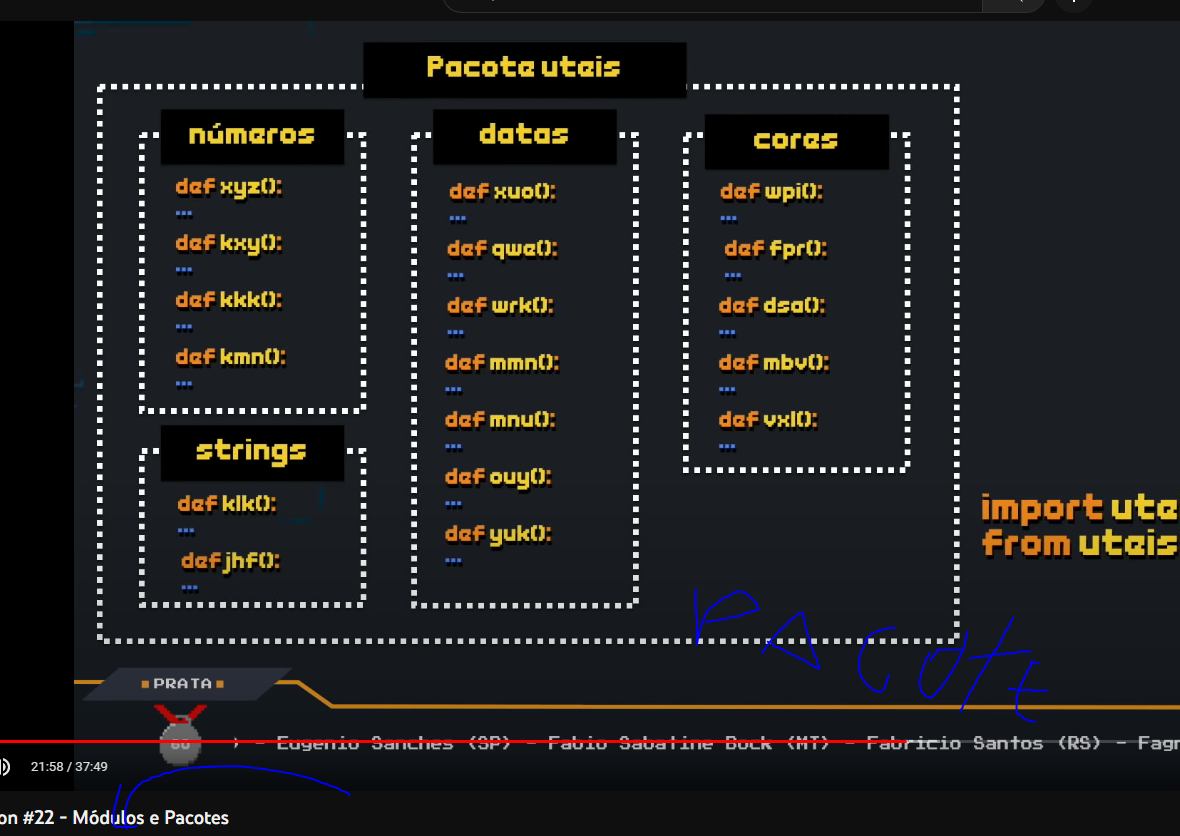 Pacote uteis
números
def xyz():
...
def kxy():
...
def kkk():
...
def kmn():
...
strings
def klk():
...
def jhf():
...
datas
def xuo():
...
def qwe():
...
def wrk():
...
def mmn():
...
def mnu():
...
def ouy():
...
def yuk():
...
cores
def wpi():
...
def fpr():
...
def dsa():
...
def mbv():
...
def vxl():
...
import ute
from uteis
PACOTE
PRATA
- Eugenio Sanches (SP) - Fabio Sabatine Bock (MT) - Fabricio Santos (RS) - Fagn
21:58 / 37:49
on #22 - Módulos e Pacotes